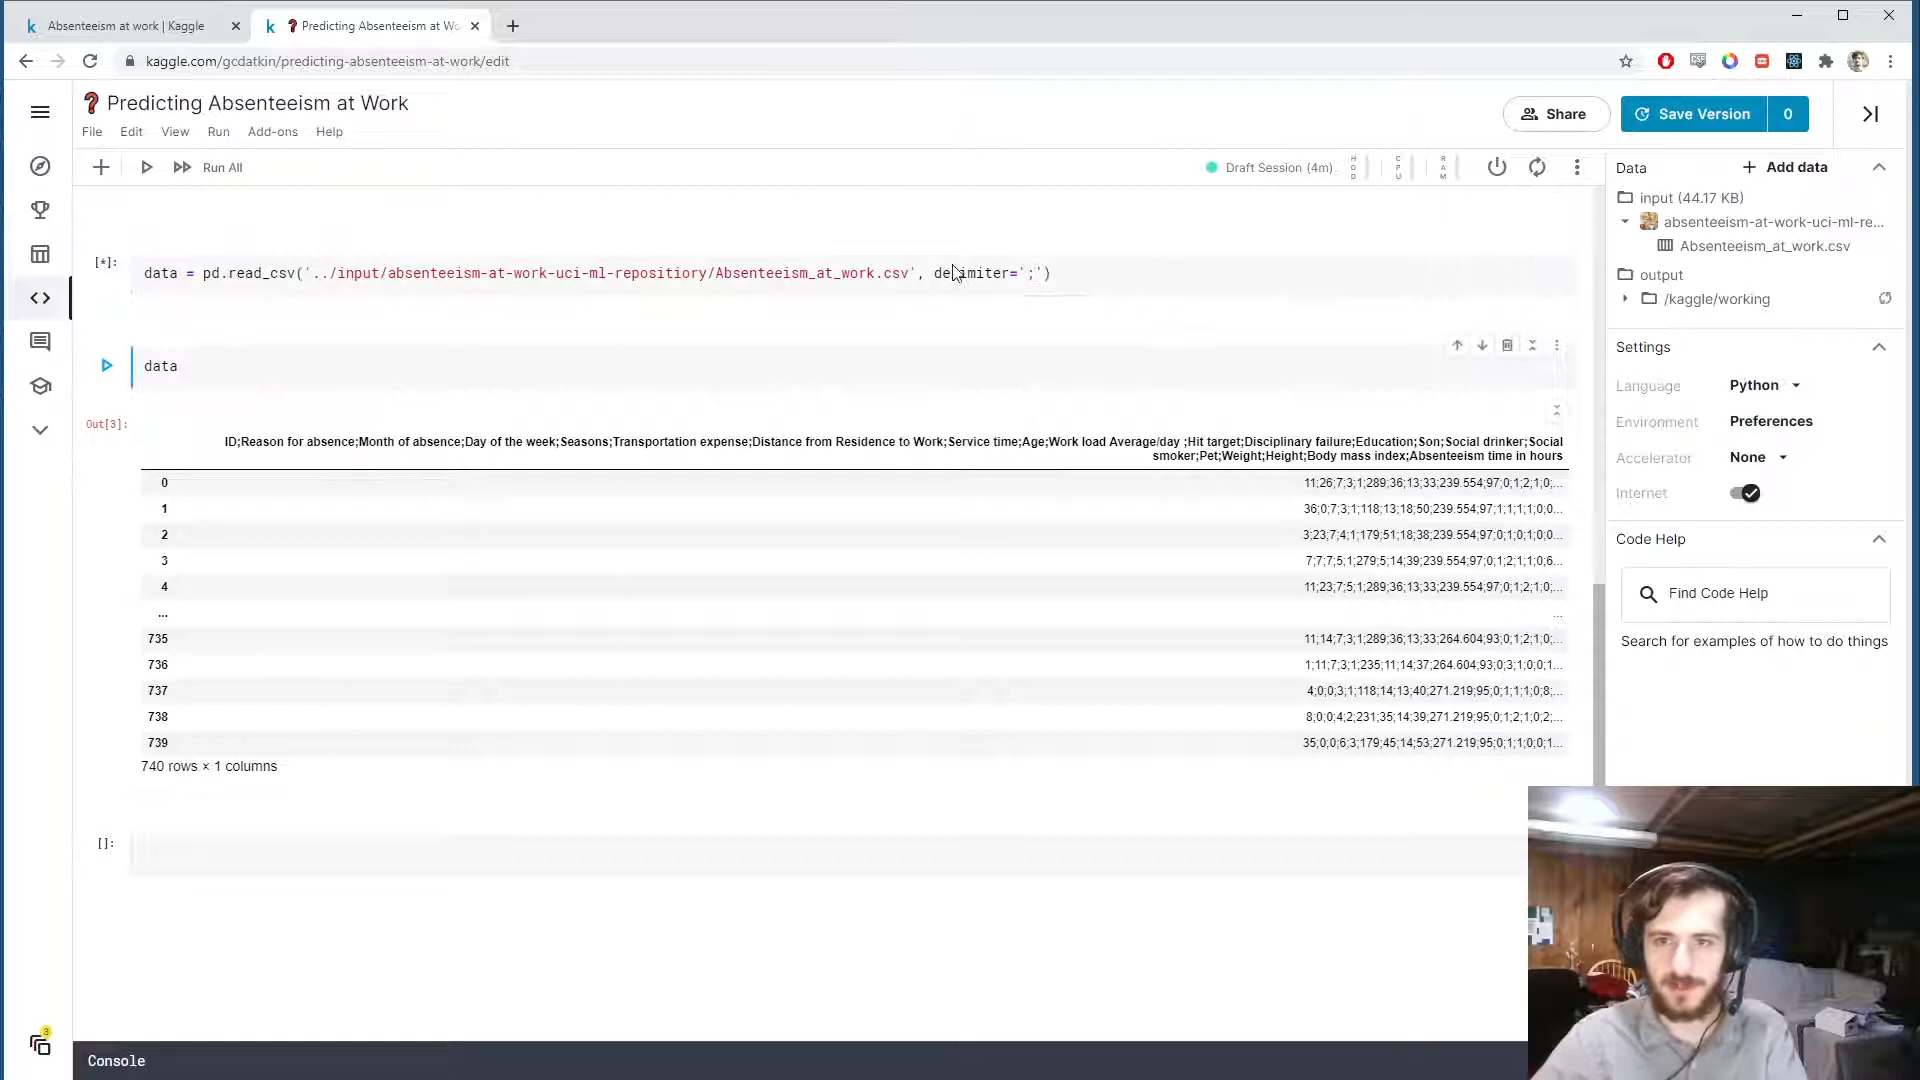 Absenteeism at work | Kaggle
Predicting Absenteeism at Wo
kaggle.com/gcdatkin/predicting-absenteeism-at-work/edit
Predicting Absenteeism at Work
File Edit View Run Add-ons Help
Share
Save Version 0
Run All
Draft Session (4m)
HDD
CPU
RAM
Data
Add data
input (44.17 KB)
absenteeism-at-work-uci-ml-re...
Absenteeism_at_work.csv
output
/kaggle/working
Settings
Language Python
Environment Preferences
Accelerator None
Internet
Code Help
Find Code Help
Search for examples of how to do things
[*]:
data = pd.read_csv('../input/absenteeism-at-work-uci-ml-repositiory/Absenteeism_at_work.csv', delimiter=';')
data
Out[3]:
ID;Reason for absence;Month of absence;Day of the week;Seasons;Transportation expense;Distance from Residence to Work;Service time;Age;Work load Average/day ;Hit target;Disciplinary failure;Education;Son;Social drinker;Social
smoker;Pet;Weight;Height;Body mass index;Absenteeism time in hours
0 11;26;7;3;1;289;36;13;33;239.554;97;0;1;2;1;0;...
1 36;0;7;3;1;118;13;18;50;239.554;97;1;1;1;1;0;0...
2 3;23;7;4;1;179;51;18;38;239.554;97;0;1;0;1;0;0...
3 7;7;7;5;1;279;5;14;39;239.554;97;0;1;2;1;1;0;6...
4 11;23;7;5;1;289;36;13;33;239.554;97;0;1;2;1;0;...
... ...
735 11;14;7;3;1;289;36;13;33;264.604;93;0;1;2;1;0;...
736 1;11;7;3;1;235;11;14;37;264.604;93;0;3;1;0;0;1...
737 4;0;0;3;1;118;14;13;40;271.219;95;0;1;1;1;0;8;...
738 8;0;0;4;2;231;35;14;39;271.219;95;0;1;2;1;0;2;...
739 35;0;0;6;3;179;45;14;53;271.219;95;0;1;1;0;0;1...
740 rows × 1 columns
[]:
3
Console